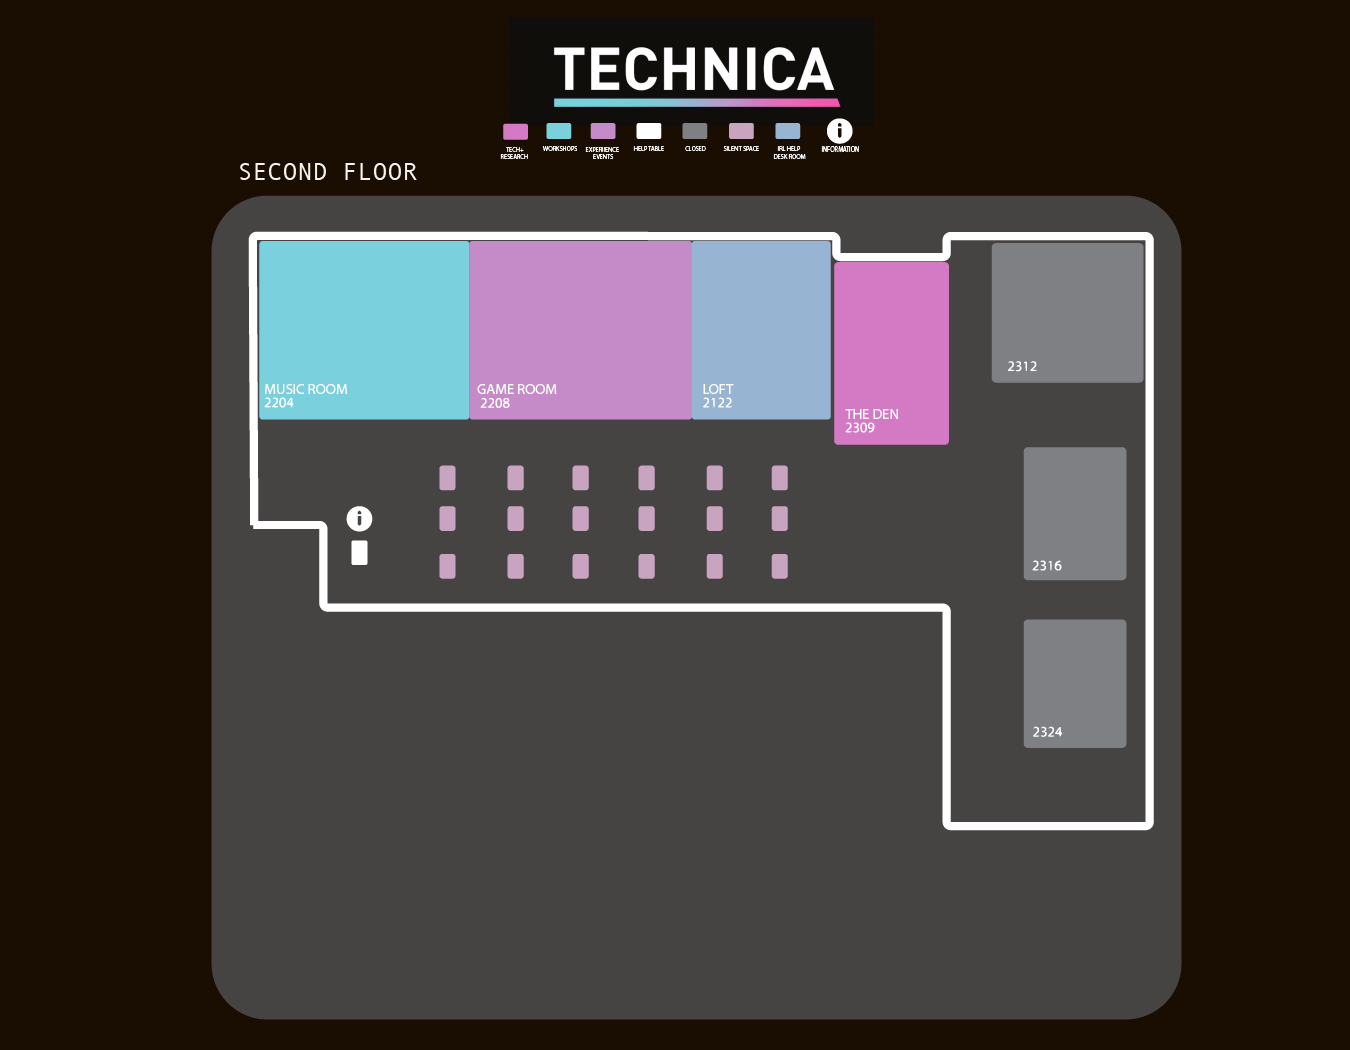 TECHNICA
TECH+
RESEARCH
WORKSHOPS
EXPERIENCE
EVENTS
HELP TABLE
CLOSED
SILENT SPACE
IRL HELP
DESK ROOM
i
INFORMATION
SECOND FLOOR
MUSIC ROOM
2204
GAME ROOM
2208
LOFT
2122
THE DEN
2309
2312
i
2316
2324